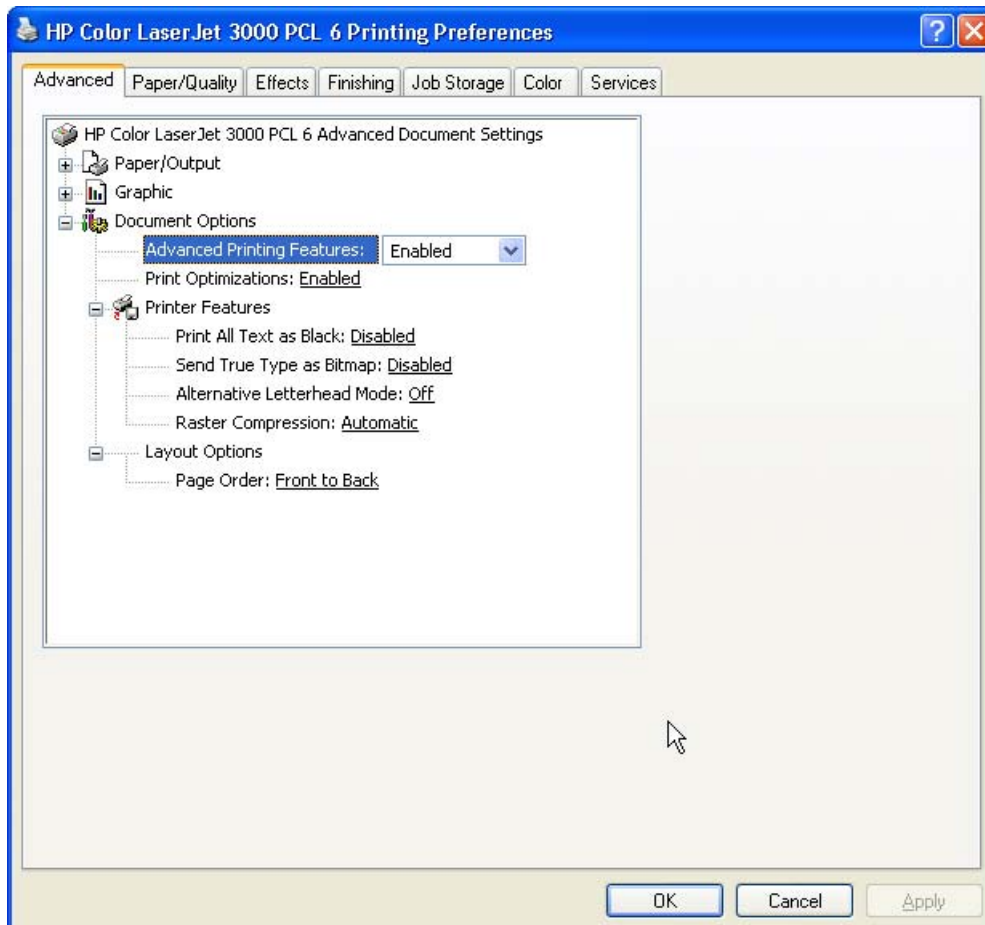 HP Color LaserJet 3000 PCL 6 Printing Preferences
Advanced Paper/Quality Effects Finishing Job Storage Color Services
HP Color LaserJet 3000 PCL 6 Advanced Document Settings
Paper/Output
Graphic
Document Options
Advanced Printing Features: Enabled
Print Optimizations: Enabled
Printer Features
Print All Text as Black: Disabled
Send True Type as Bitmap: Disabled
Alternative Letterhead Mode: Off
Raster Compression: Automatic
Layout Options
Page Order: Front to Back
OK Cancel Apply